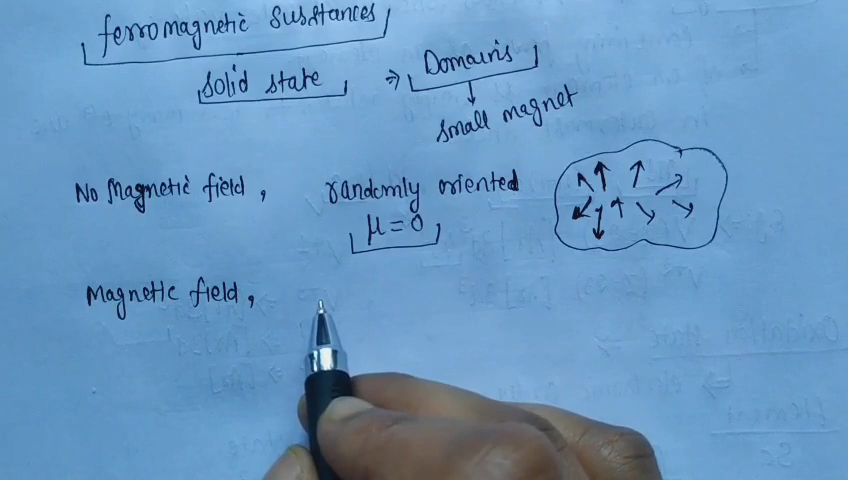 ferromagnetic substances
solid state ⇒ Domains
↓
small magnet
No Magnetic field, randomly oriented
μ = 0
Magnetic field,